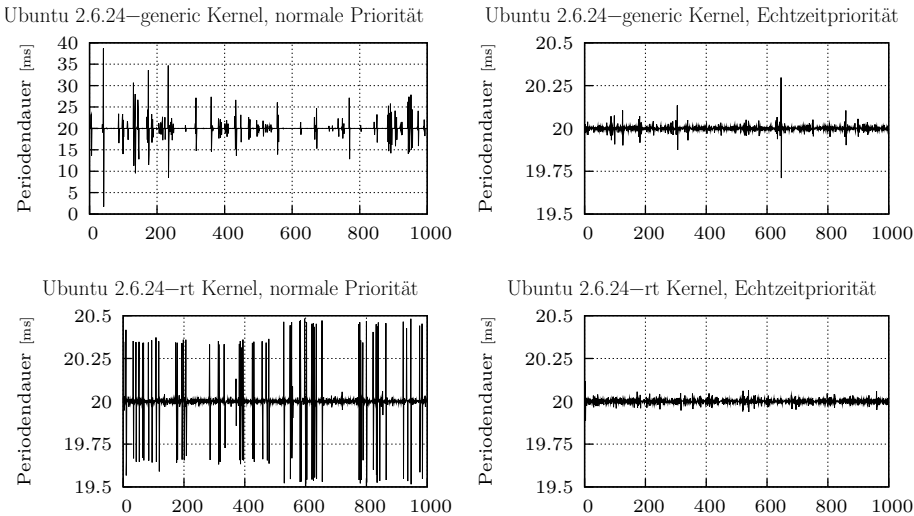 Ubuntu 2.6.24−generic Kernel, normale Priorität
Periodendauer [ms]
40
35
30
25
20
15
10
5
0
0 200 400 600 800 1000
Ubuntu 2.6.24−generic Kernel, Echtzeitpriorität
Periodendauer [ms]
20.5
20.25
20
19.75
19.5
0 200 400 600 800 1000
Ubuntu 2.6.24−rt Kernel, normale Priorität
Periodendauer [ms]
20.5
20.25
20
19.75
19.5
0 200 400 600 800 1000
Ubuntu 2.6.24−rt Kernel, Echtzeitpriorität
Periodendauer [ms]
20.5
20.25
20
19.75
19.5
0 200 400 600 800 1000